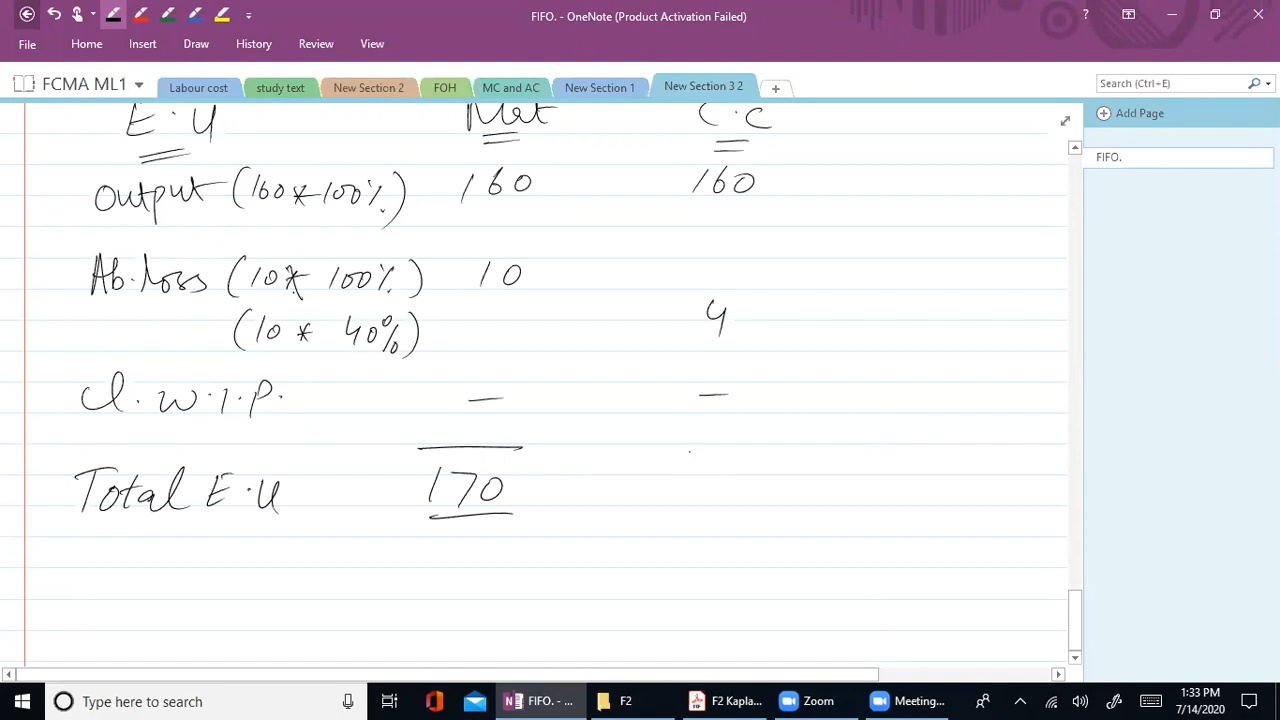 FIFO. - OneNote (Product Activation Failed)
File Home Insert Draw History Review View
FCMA ML1 Labour cost study text New Section 2 FOH MC and AC New Section 1 New Section 3 2 Search (Ctrl+E)
Add Page
FIFO.
E.U Mat C.C
Output (160*100%) 160 160
Ab.loss (10* 100%) 10
(10 * 40%) 4
Cl.W.I.P. — —
Total E.U 170
Type here to search FIFO. - ... F2 F2 Kapla... Zoom Meeting... 1:33 PM
7/14/2020